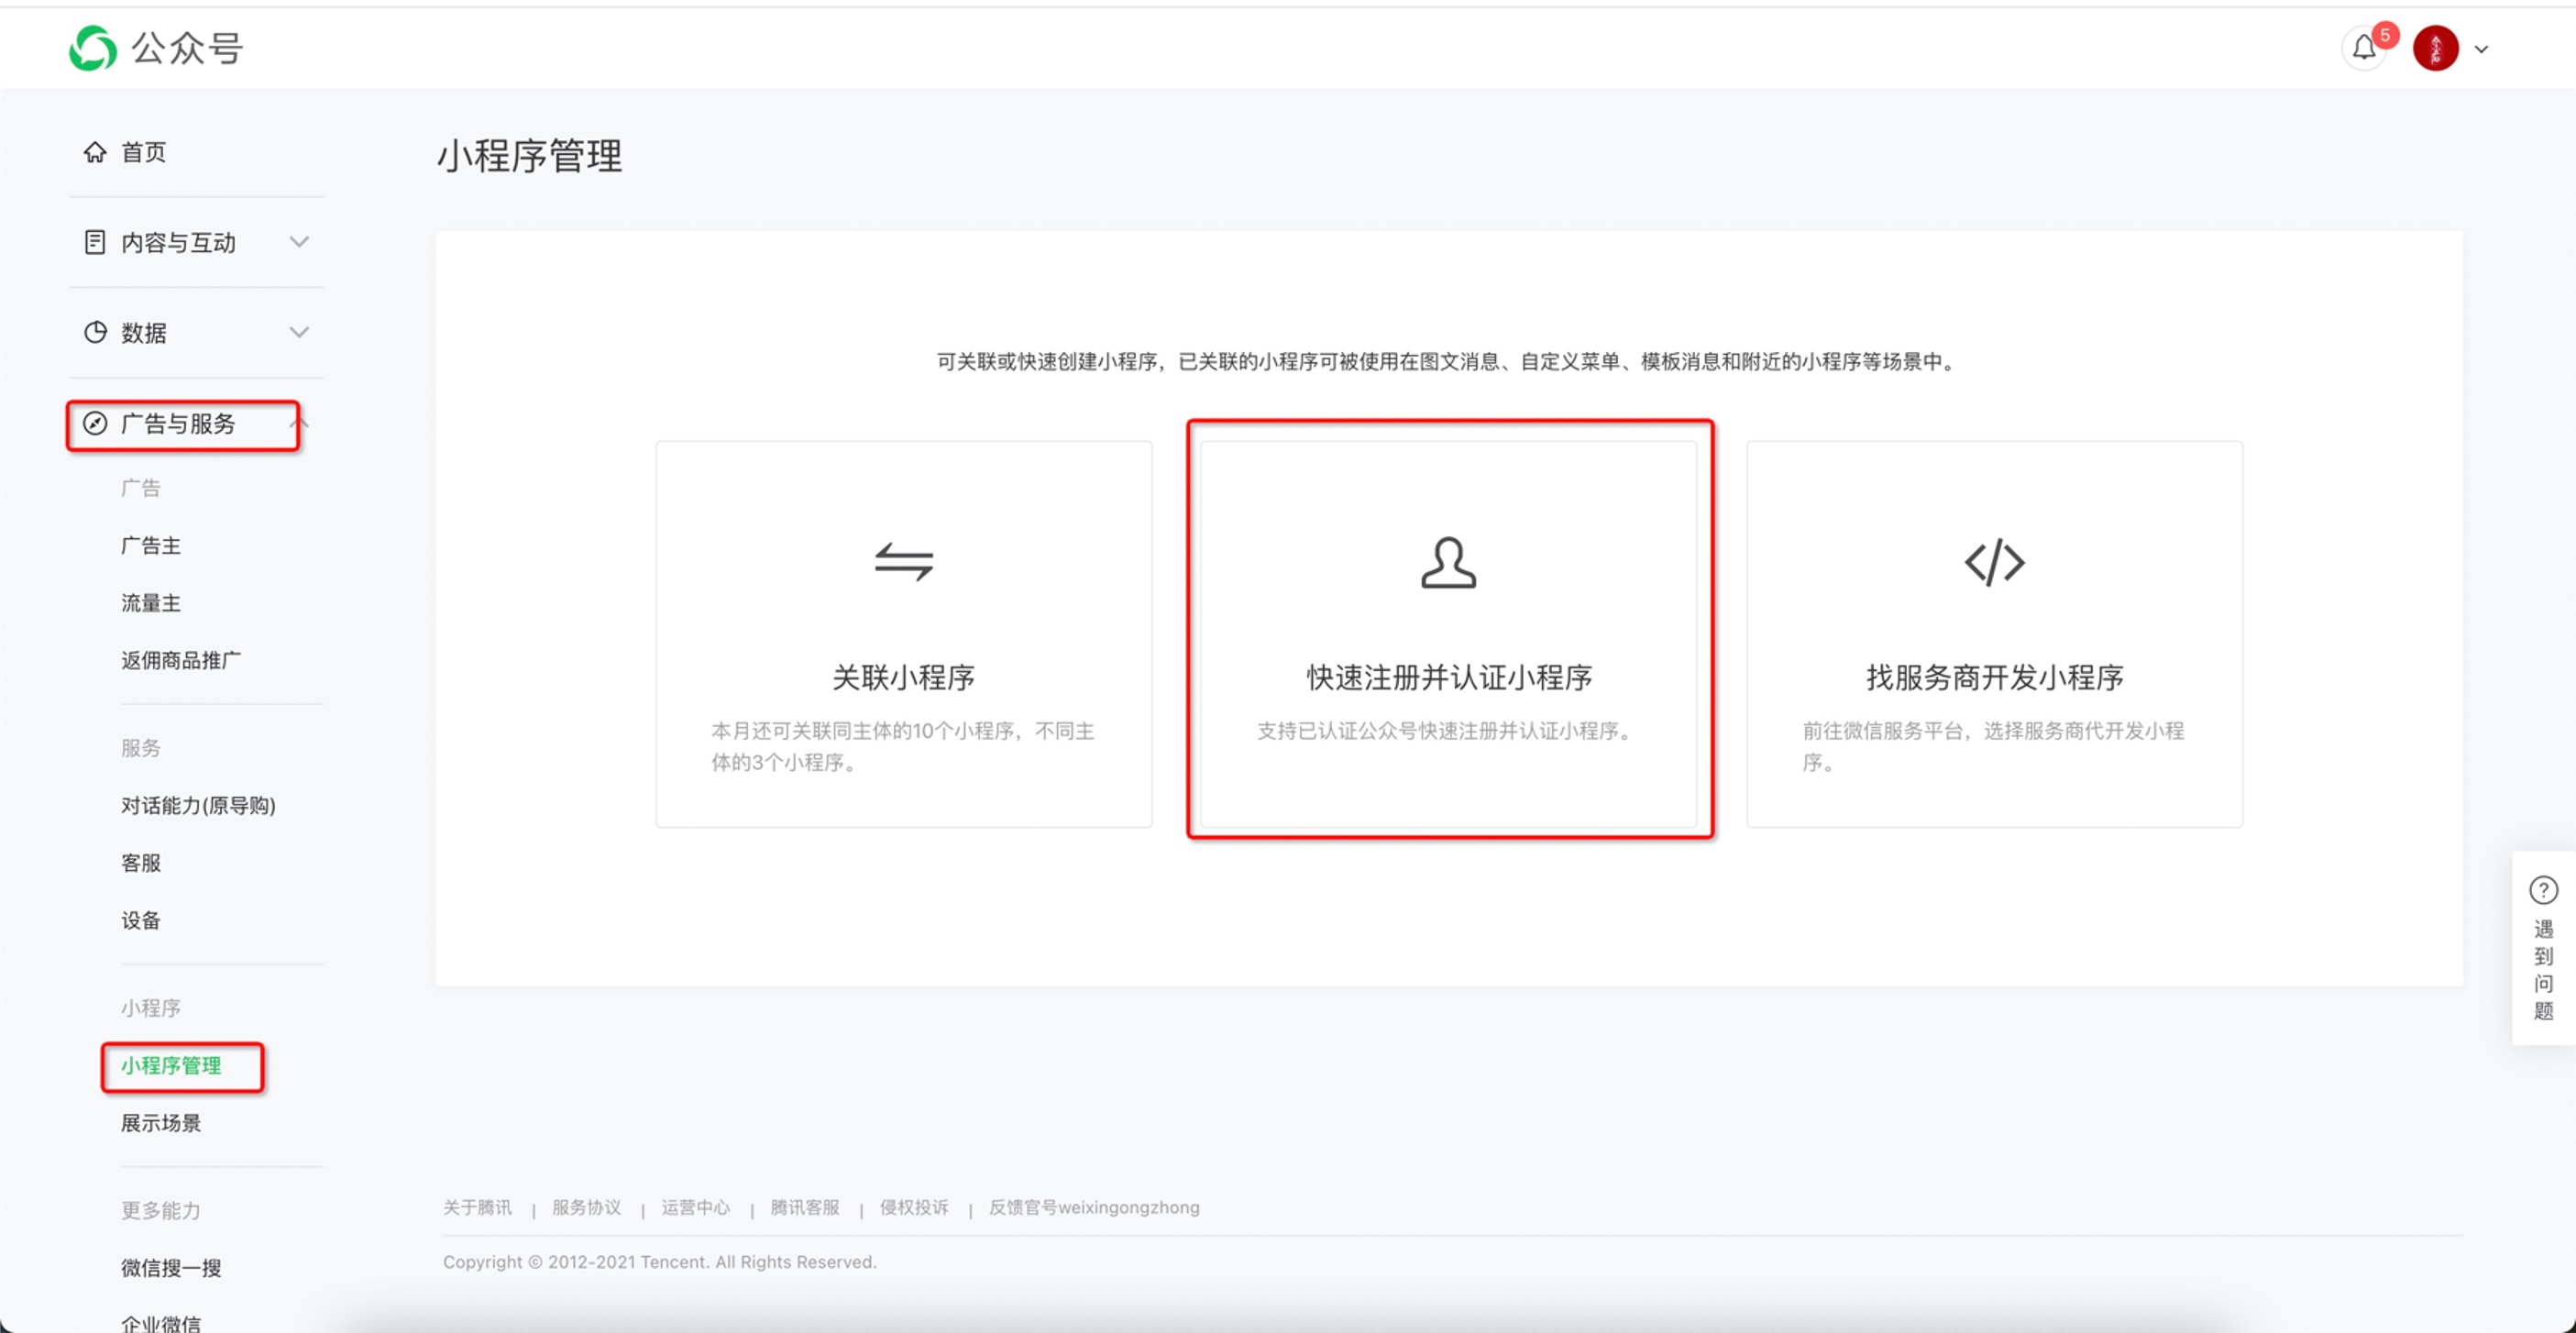 公众号
5
首页
内容与互动
数据
广告与服务
广告
广告主
流量主
返佣商品推广
服务
对话能力(原导购)
客服
设备
小程序
小程序管理
展示场景
更多能力
微信搜一搜
企业微信
小程序管理
可关联或快速创建小程序，已关联的小程序可被使用在图文消息、自定义菜单、模板消息和附近的小程序等场景中。
关联小程序
本月还可关联同主体的10个小程序，不同主
体的3个小程序。
快速注册并认证小程序
支持已认证公众号快速注册并认证小程序。
找服务商开发小程序
前往微信服务平台，选择服务商代开发小程
序。
遇
到
问
题
关于腾讯 | 服务协议 | 运营中心 | 腾讯客服 | 侵权投诉 | 反馈官号weixingongzhong
Copyright © 2012-2021 Tencent. All Rights Reserved.